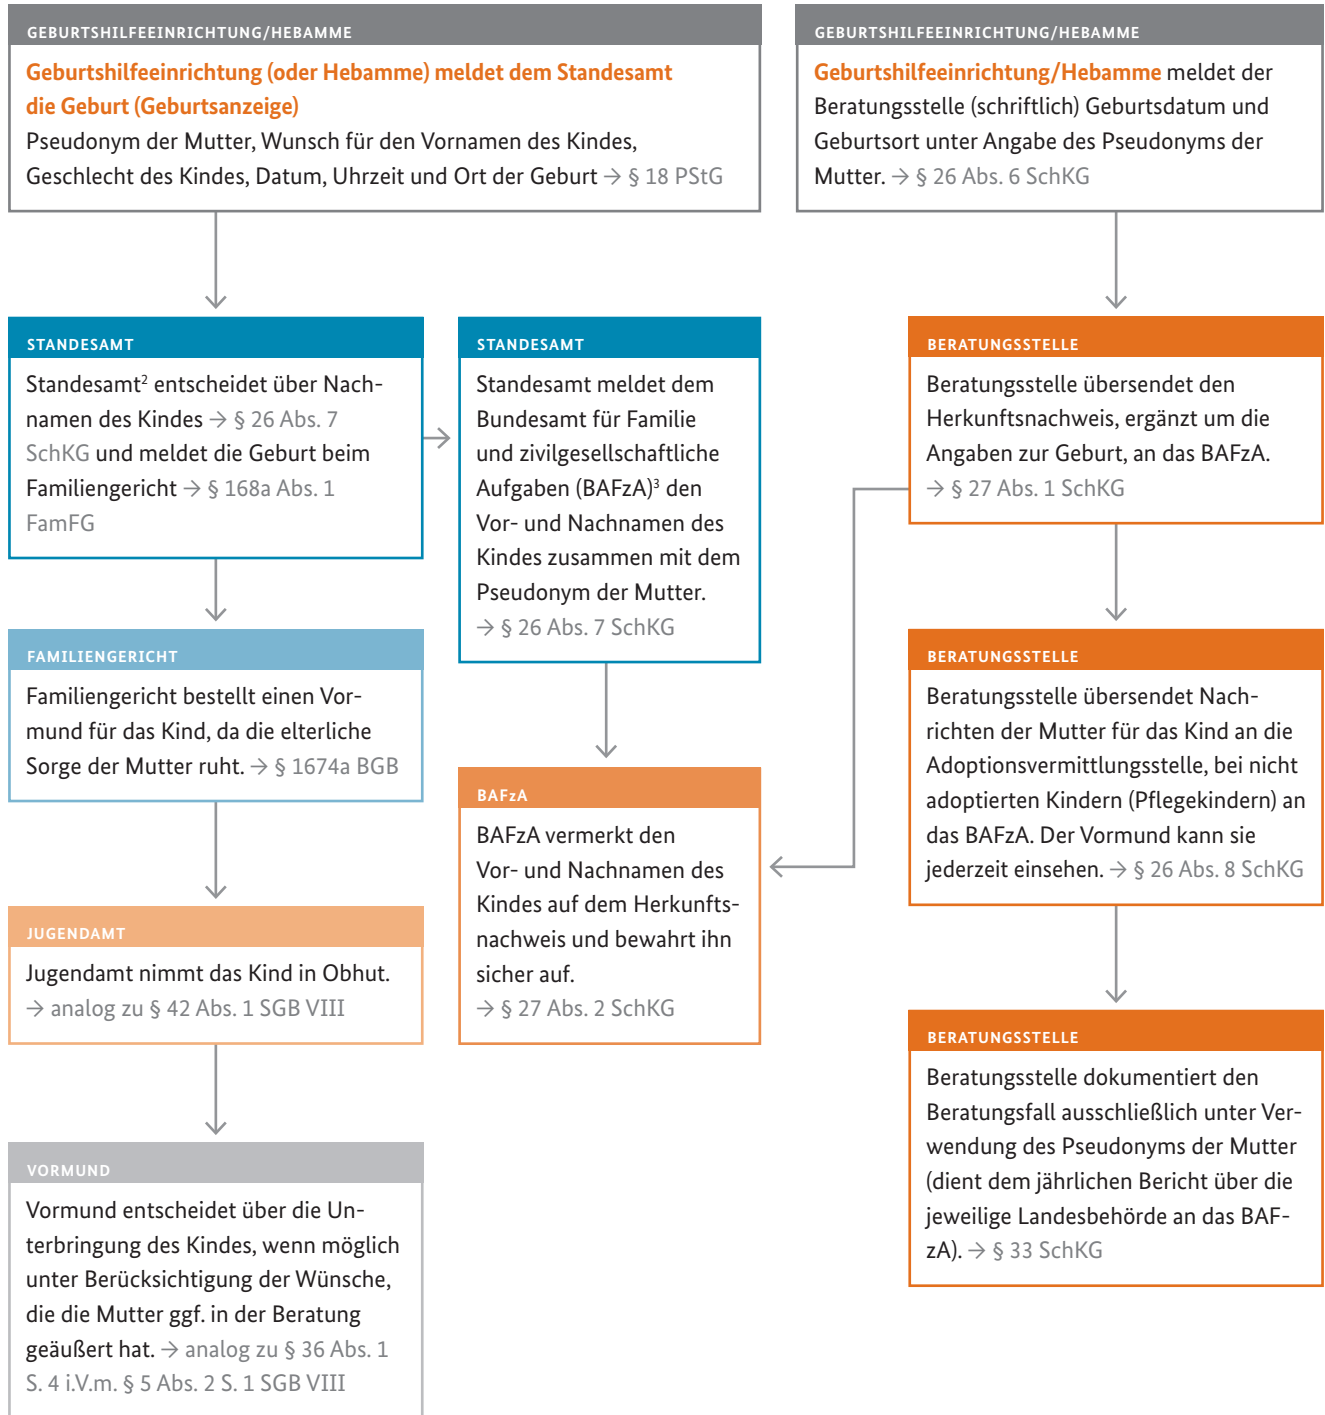 GEBURTSHILFEEINRICHTUNG/HEBAMME
Geburtshilfeeinrichtung (oder Hebamme) meldet dem Standesamt
die Geburt (Geburtsanzeige)
Pseudonym der Mutter, Wunsch für den Vornamen des Kindes,
Geschlecht des Kindes, Datum, Uhrzeit und Ort der Geburt → § 18 PStG
GEBURTSHILFEEINRICHTUNG/HEBAMME
Geburtshilfeeinrichtung/Hebamme meldet der
Beratungsstelle (schriftlich) Geburtsdatum und
Geburtsort unter Angabe des Pseudonyms der
Mutter. → § 26 Abs. 6 SchKG
STANDESAMT
Standesamt² entscheidet über Nach-
namen des Kindes → § 26 Abs. 7
SchKG und meldet die Geburt beim
Familiengericht → § 168a Abs. 1
FamFG
STANDESAMT
Standesamt meldet dem
Bundesamt für Familie
und zivilgesellschaftliche
Aufgaben (BAFzA)³ den
Vor- und Nachnamen des
Kindes zusammen mit dem
Pseudonym der Mutter.
→ § 26 Abs. 7 SchKG
BERATUNGSSTELLE
Beratungsstelle übersendet den
Herkunftsnachweis, ergänzt um die
Angaben zur Geburt, an das BAFzA.
→ § 27 Abs. 1 SchKG
FAMILIENGERICHT
Familiengericht bestellt einen Vor-
mund für das Kind, da die elterliche
Sorge der Mutter ruht. → § 1674a BGB
BERATUNGSSTELLE
Beratungsstelle übersendet Nach-
richten der Mutter für das Kind an die
Adoptionsvermittlungsstelle, bei nicht
adoptierten Kindern (Pflegekindern) an
das BAFzA. Der Vormund kann sie
jederzeit einsehen. → § 26 Abs. 8 SchKG
BAFzA
BAFzA vermerkt den
Vor- und Nachnamen des
Kindes auf dem Herkunfts-
nachweis und bewahrt ihn
sicher auf.
→ § 27 Abs. 2 SchKG
JUGENDAMT
Jugendamt nimmt das Kind in Obhut.
→ analog zu § 42 Abs. 1 SGB VIII
BERATUNGSSTELLE
Beratungsstelle dokumentiert den
Beratungsfall ausschließlich unter Ver-
wendung des Pseudonyms der Mutter
(dient dem jährlichen Bericht über die
jeweilige Landesbehörde an das BAF-
zA). → § 33 SchKG
VORMUND
Vormund entscheidet über die Un-
terbringung des Kindes, wenn möglich
unter Berücksichtigung der Wünsche,
die die Mutter ggf. in der Beratung
geäußert hat. → analog zu § 36 Abs. 1
S. 4 i.V.m. § 5 Abs. 2 S. 1 SGB VIII